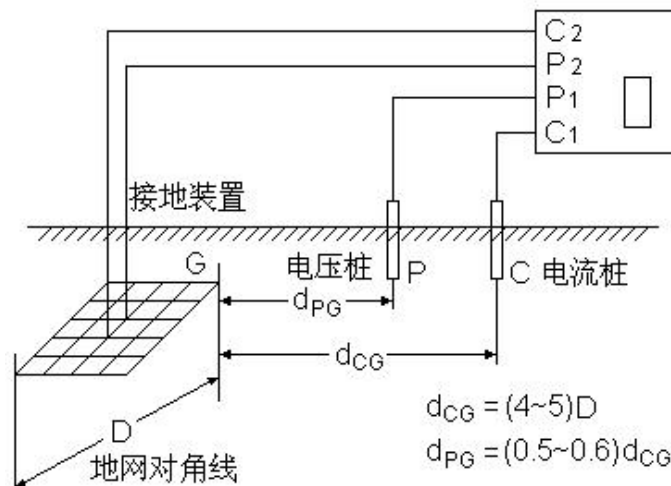 C2
P2
P1
C1
接地装置
G
电压桩
P
C
电流桩
dPG
dCG
D
地网对角线
dCG = (4~5)D
dPG = (0.5~0.6)dCG